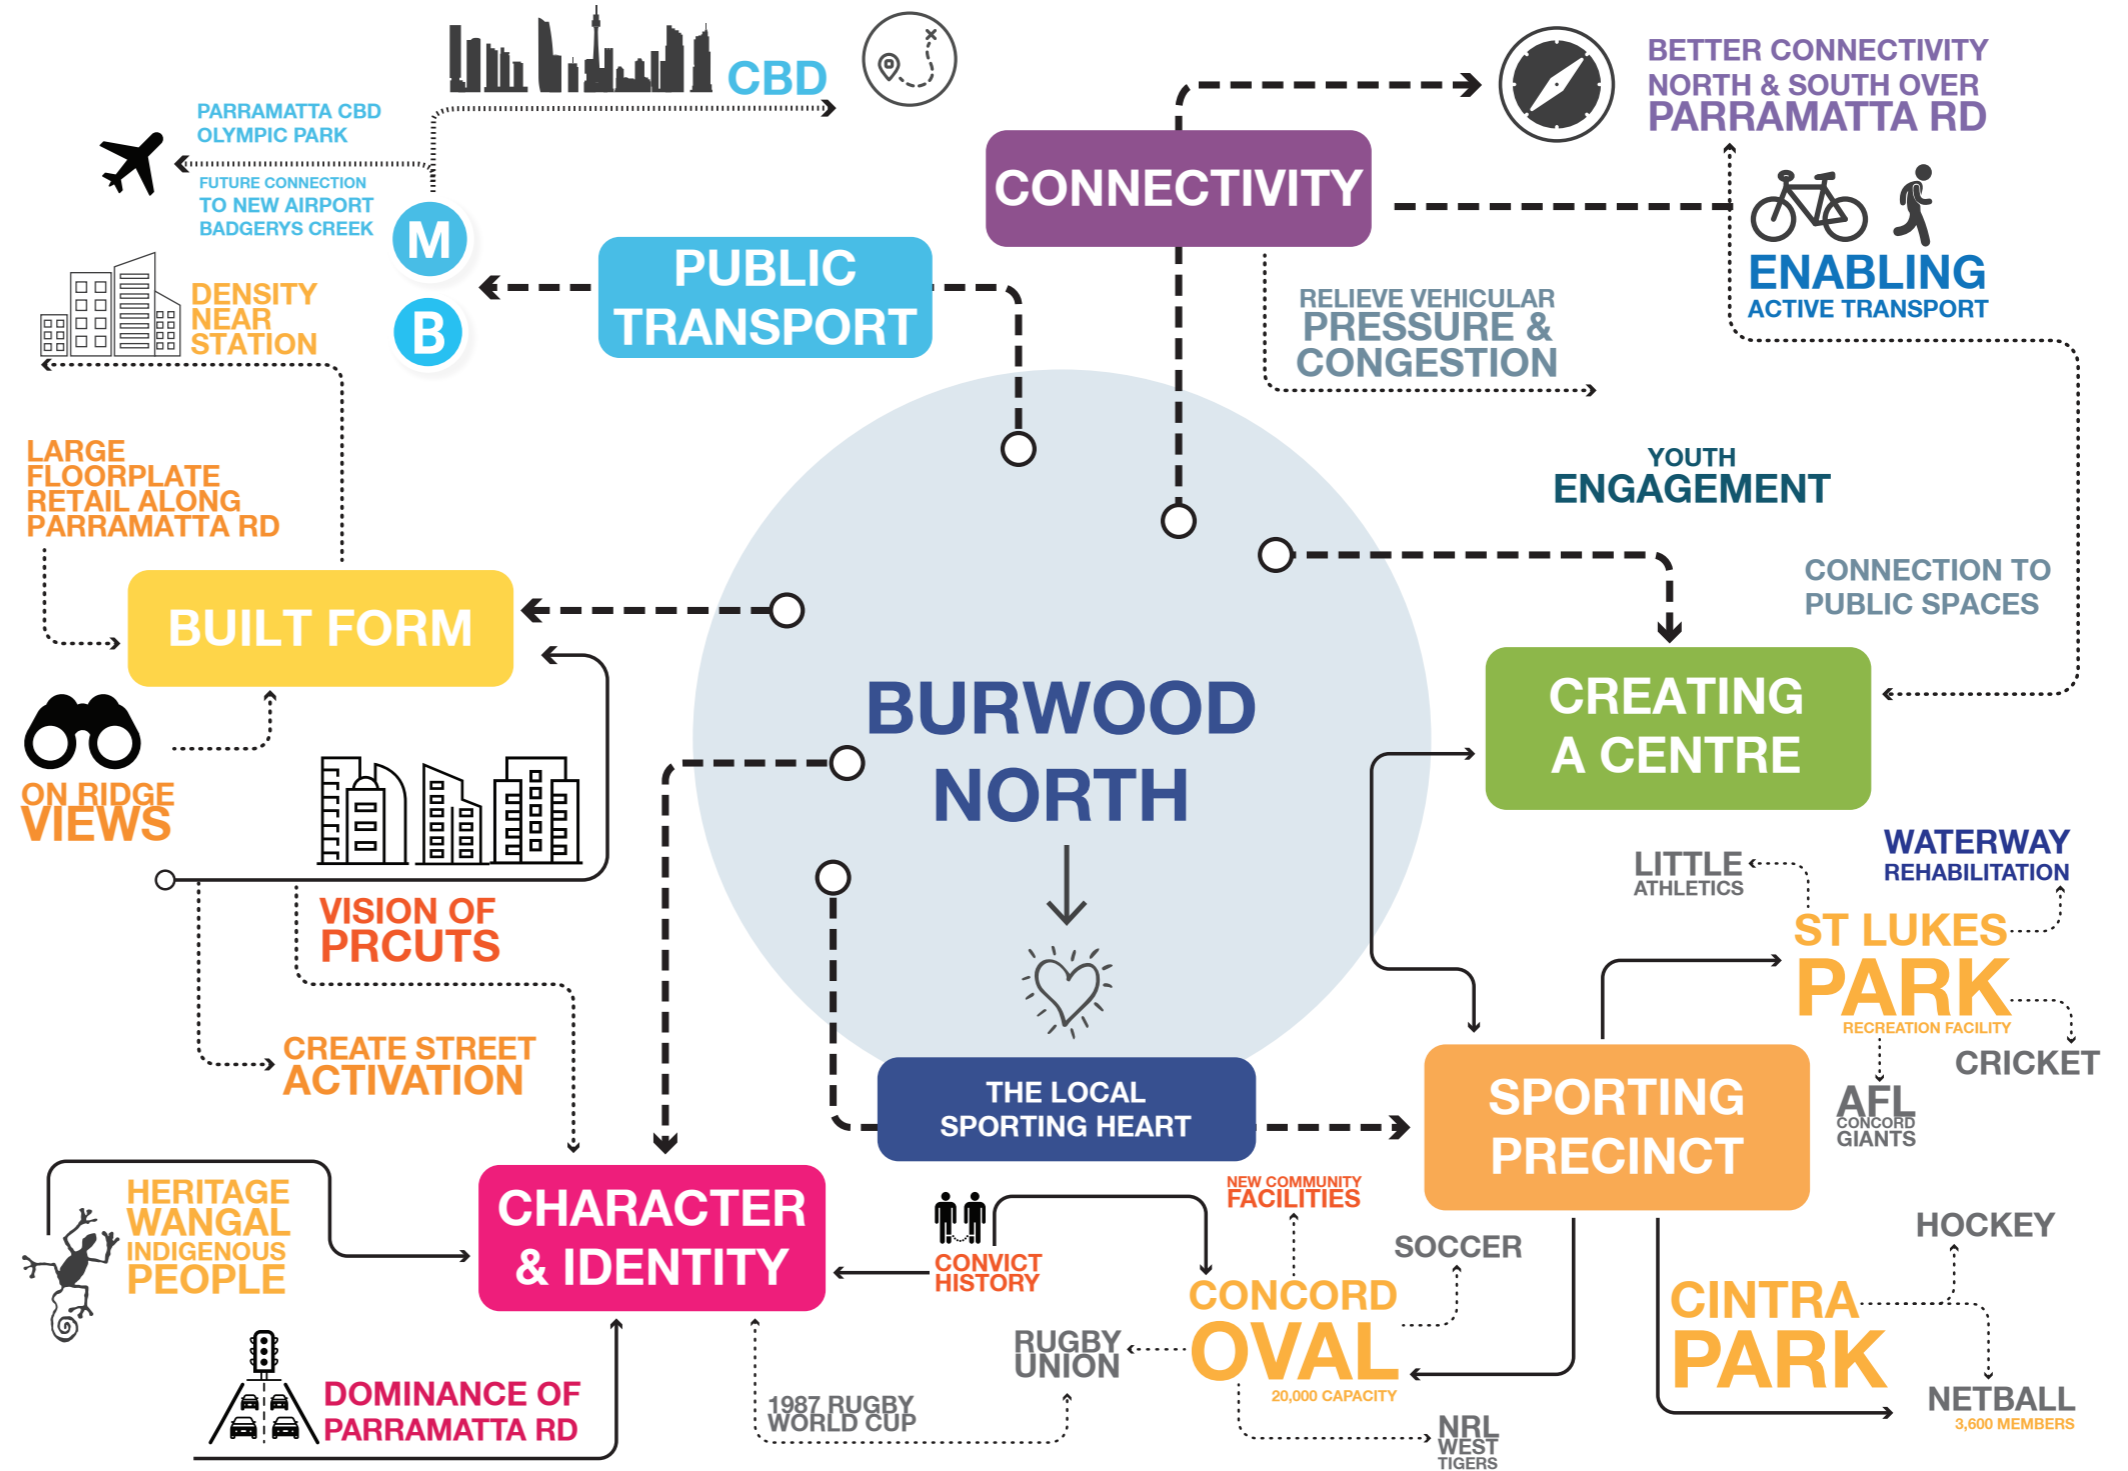 CBD
PARRAMATTA CBD
OLYMPIC PARK
FUTURE CONNECTION
TO NEW AIRPORT
BADGERYS CREEK
M
B
PUBLIC
TRANSPORT
CONNECTIVITY
BETTER CONNECTIVITY
NORTH & SOUTH OVER
PARRAMATTA RD
ENABLING
ACTIVE TRANSPORT
RELIEVE VEHICULAR
PRESSURE &
CONGESTION
DENSITY
NEAR
STATION
LARGE
FLOORPLATE
RETAIL ALONG
PARRAMATTA RD
BUILT FORM
ON RIDGE
VIEWS
YOUTH
ENGAGEMENT
CONNECTION TO
PUBLIC SPACES
CREATING
A CENTRE
BURWOOD
NORTH
THE LOCAL
SPORTING HEART
VISION OF
PRCUTS
CREATE STREET
ACTIVATION
LITTLE
ATHLETICS
WATERWAY
REHABILITATION
ST LUKES
PARK
RECREATION FACILITY
CRICKET
AFL
CONCORD
GIANTS
SPORTING
PRECINCT
HERITAGE
WANGAL
INDIGENOUS
PEOPLE
CHARACTER
& IDENTITY
CONVICT
HISTORY
NEW COMMUNITY
FACILITIES
SOCCER
CONCORD
OVAL
20,000 CAPACITY
RUGBY
UNION
1987 RUGBY
WORLD CUP
NRL
WEST
TIGERS
HOCKEY
CINTRA
PARK
NETBALL
3,600 MEMBERS
DOMINANCE OF
PARRAMATTA RD